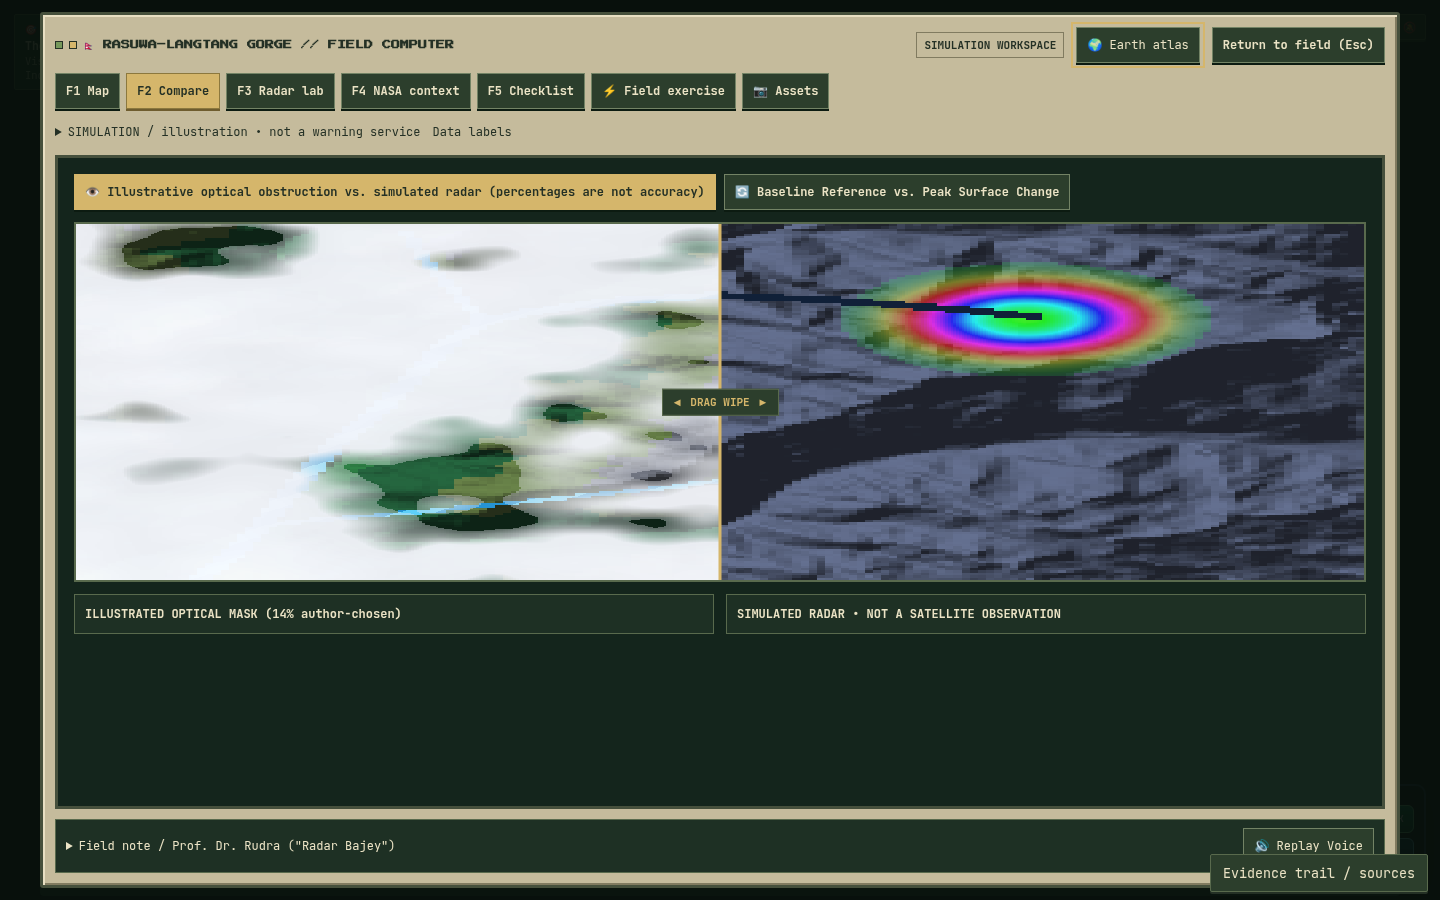 RASUWA-LANGTANG GORGE // FIELD COMPUTER
SIMULATION WORKSPACE
Earth atlas
Return to field (Esc)
F1 Map
F2 Compare
F3 Radar lab
F4 NASA context
F5 Checklist
Field exercise
Assets
SIMULATION / illustration • not a warning service Data labels
Illustrative optical obstruction vs. simulated radar (percentages are not accuracy)
Baseline Reference vs. Peak Surface Change
◄ DRAG WIPE ►
ILLUSTRATED OPTICAL MASK (14% author-chosen)
SIMULATED RADAR • NOT A SATELLITE OBSERVATION
Field note / Prof. Dr. Rudra ("Radar Bajey")
Replay Voice
Evidence trail / sources